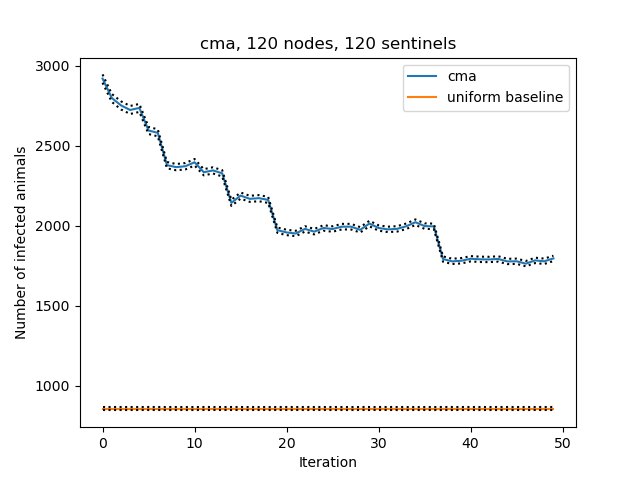 cma, 120 nodes, 120 sentinels
cma
uniform baseline
Number of infected animals
3000
2500
2000
1500
1000
0
10
20
30
40
50
Iteration